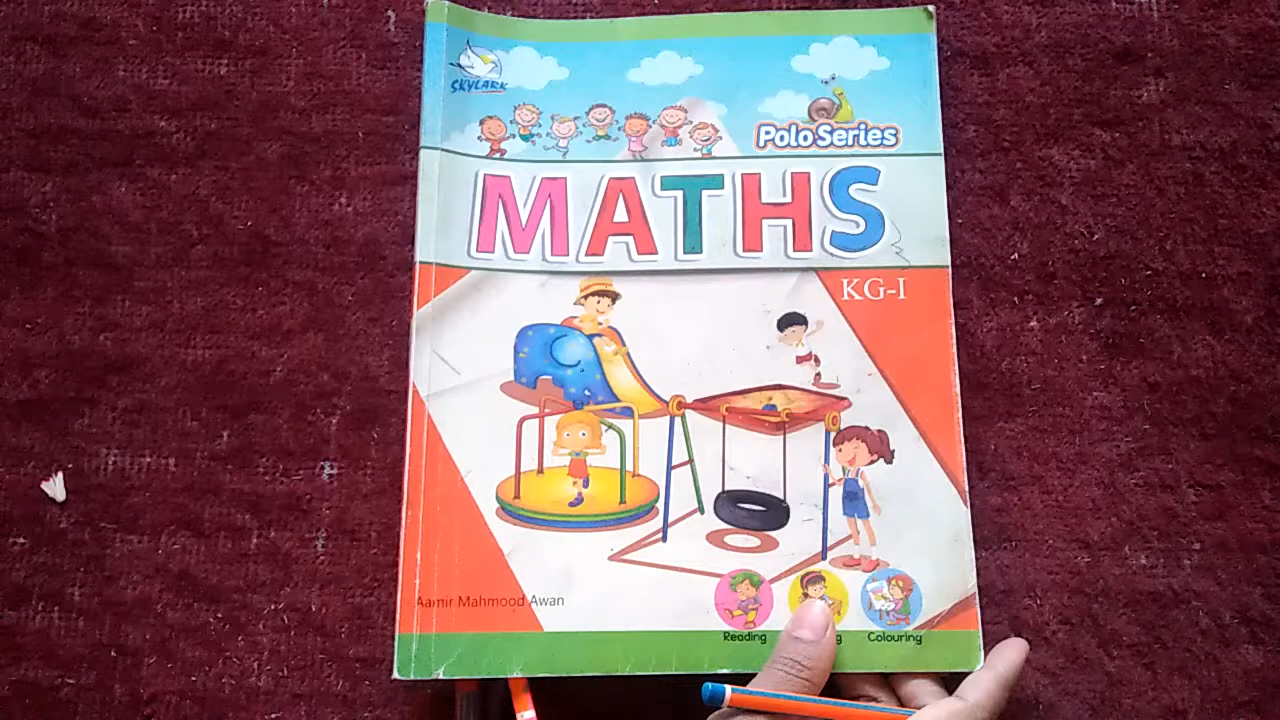 SKYLARK
Polo Series
MATHS
KG-I
Aamir Mahmood Awan
Reading
Colouring